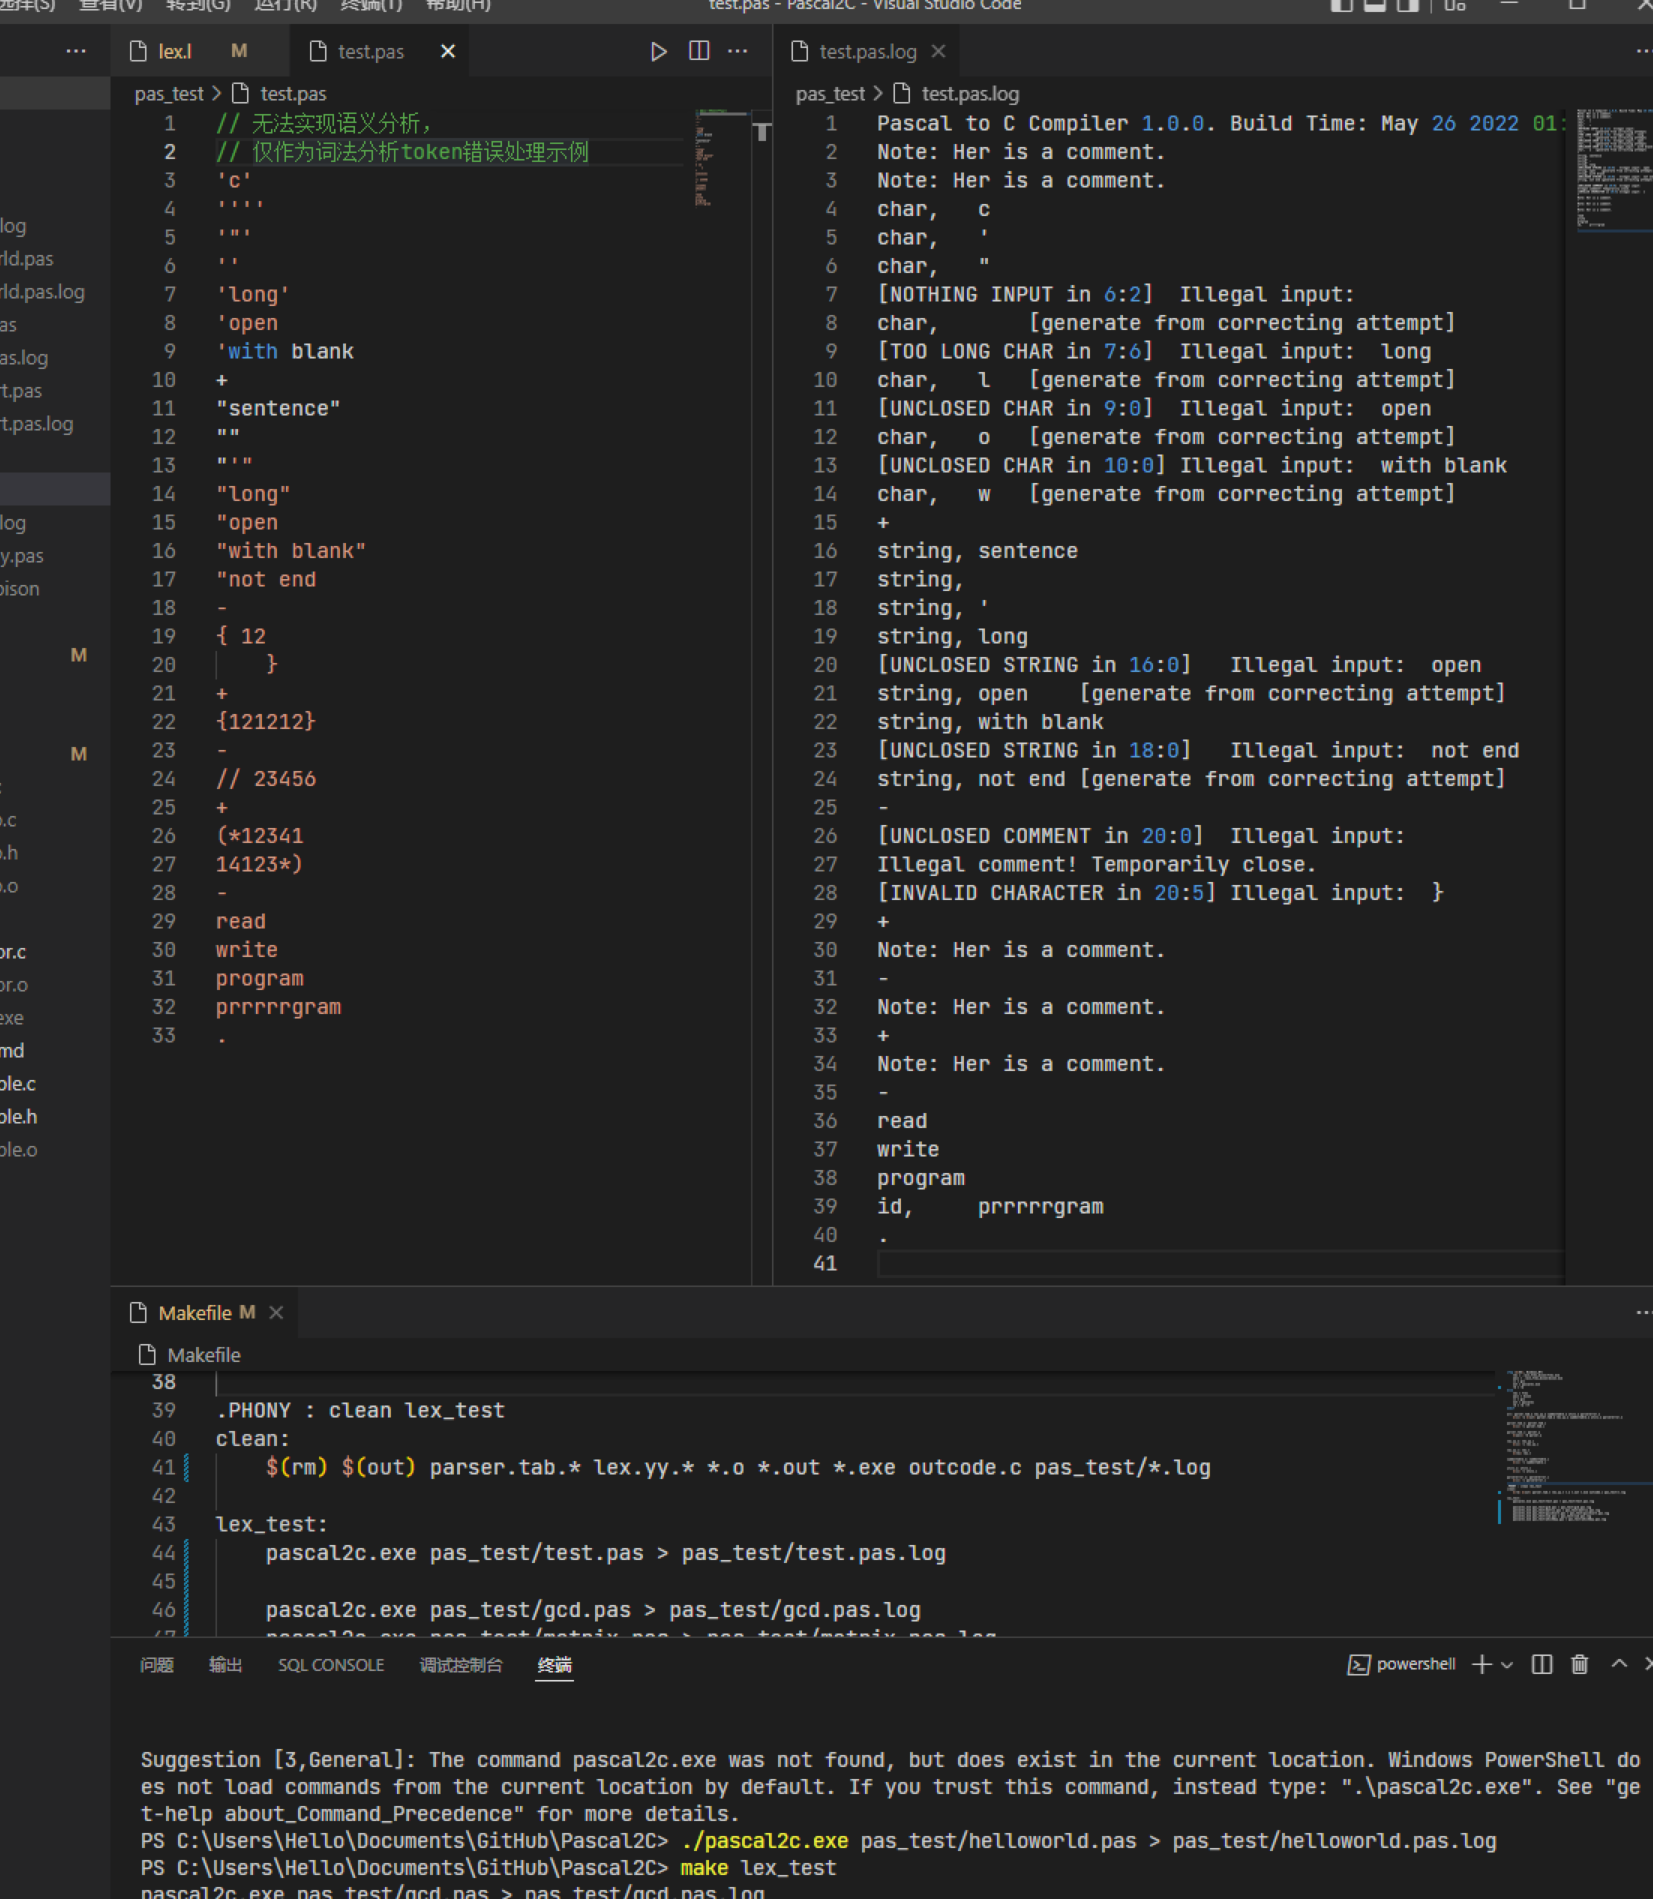 选择(S) 查看(V) 转到(G) 运行(R) 终端(T) 帮助(H) test.pas - Pascal2C - Visual Studio Code
lex.l M test.pas
pas_test > test.pas
log
rld.pas
rld.pas.log
as
as.log
rt.pas
t.pas.log
log
y.pas
bison
M
M
o.c
o.h
o.o
or.c
or.o
exe
md
ble.c
ble.h
ble.o
1 // 无法实现语义分析，
2 // 仅作为词法分析token错误处理示例
3 'c'
4 ''''
5 '"'
6 ''
7 'long'
8 'open
9 'with blank
10 +
11 "sentence"
12 ""
13 "'"
14 "long"
15 "open
16 "with blank"
17 "not end
18 -
19 { 12
20 }
21 +
22 {121212}
23 -
24 // 23456
25 +
26 (*12341
27 14123*)
28 -
29 read
30 write
31 program
32 prrrrrgram
33 .
test.pas.log
pas_test > test.pas.log
1 Pascal to C Compiler 1.0.0. Build Time: May 26 2022 01:
2 Note: Her is a comment.
3 Note: Her is a comment.
4 char, c
5 char, '
6 char, "
7 [NOTHING INPUT in 6:2] Illegal input:
8 char, [generate from correcting attempt]
9 [TOO LONG CHAR in 7:6] Illegal input: long
10 char, l [generate from correcting attempt]
11 [UNCLOSED CHAR in 9:0] Illegal input: open
12 char, o [generate from correcting attempt]
13 [UNCLOSED CHAR in 10:0] Illegal input: with blank
14 char, w [generate from correcting attempt]
15 +
16 string, sentence
17 string,
18 string, '
19 string, long
20 [UNCLOSED STRING in 16:0] Illegal input: open
21 string, open [generate from correcting attempt]
22 string, with blank
23 [UNCLOSED STRING in 18:0] Illegal input: not end
24 string, not end [generate from correcting attempt]
25 -
26 [UNCLOSED COMMENT in 20:0] Illegal input:
27 Illegal comment! Temporarily close.
28 [INVALID CHARACTER in 20:5] Illegal input: }
29 +
30 Note: Her is a comment.
31 -
32 Note: Her is a comment.
33 +
34 Note: Her is a comment.
35 -
36 read
37 write
38 program
39 id, prrrrrgram
40 .
41
Makefile M
Makefile
38
39 .PHONY : clean lex_test
40 clean:
41 $(rm) $(out) parser.tab.* lex.yy.* *.o *.out *.exe outcode.c pas_test/*.log
42
43 lex_test:
44 pascal2c.exe pas_test/test.pas > pas_test/test.pas.log
45
46 pascal2c.exe pas_test/gcd.pas > pas_test/gcd.pas.log
47 pascal2c.exe pas_test/matrix.pas > pas_test/matrix.pas.log
问题 输出 SQL CONSOLE 调试控制台 终端 powershell
Suggestion [3,General]: The command pascal2c.exe was not found, but does exist in the current location. Windows PowerShell do
es not load commands from the current location by default. If you trust this command, instead type: ".\pascal2c.exe". See "ge
t-help about_Command_Precedence" for more details.
PS C:\Users\Hello\Documents\GitHub\Pascal2C> ./pascal2c.exe pas_test/helloworld.pas > pas_test/helloworld.pas.log
PS C:\Users\Hello\Documents\GitHub\Pascal2C> make lex_test
pascal2c.exe pas_test/gcd.pas > pas_test/gcd.pas.log